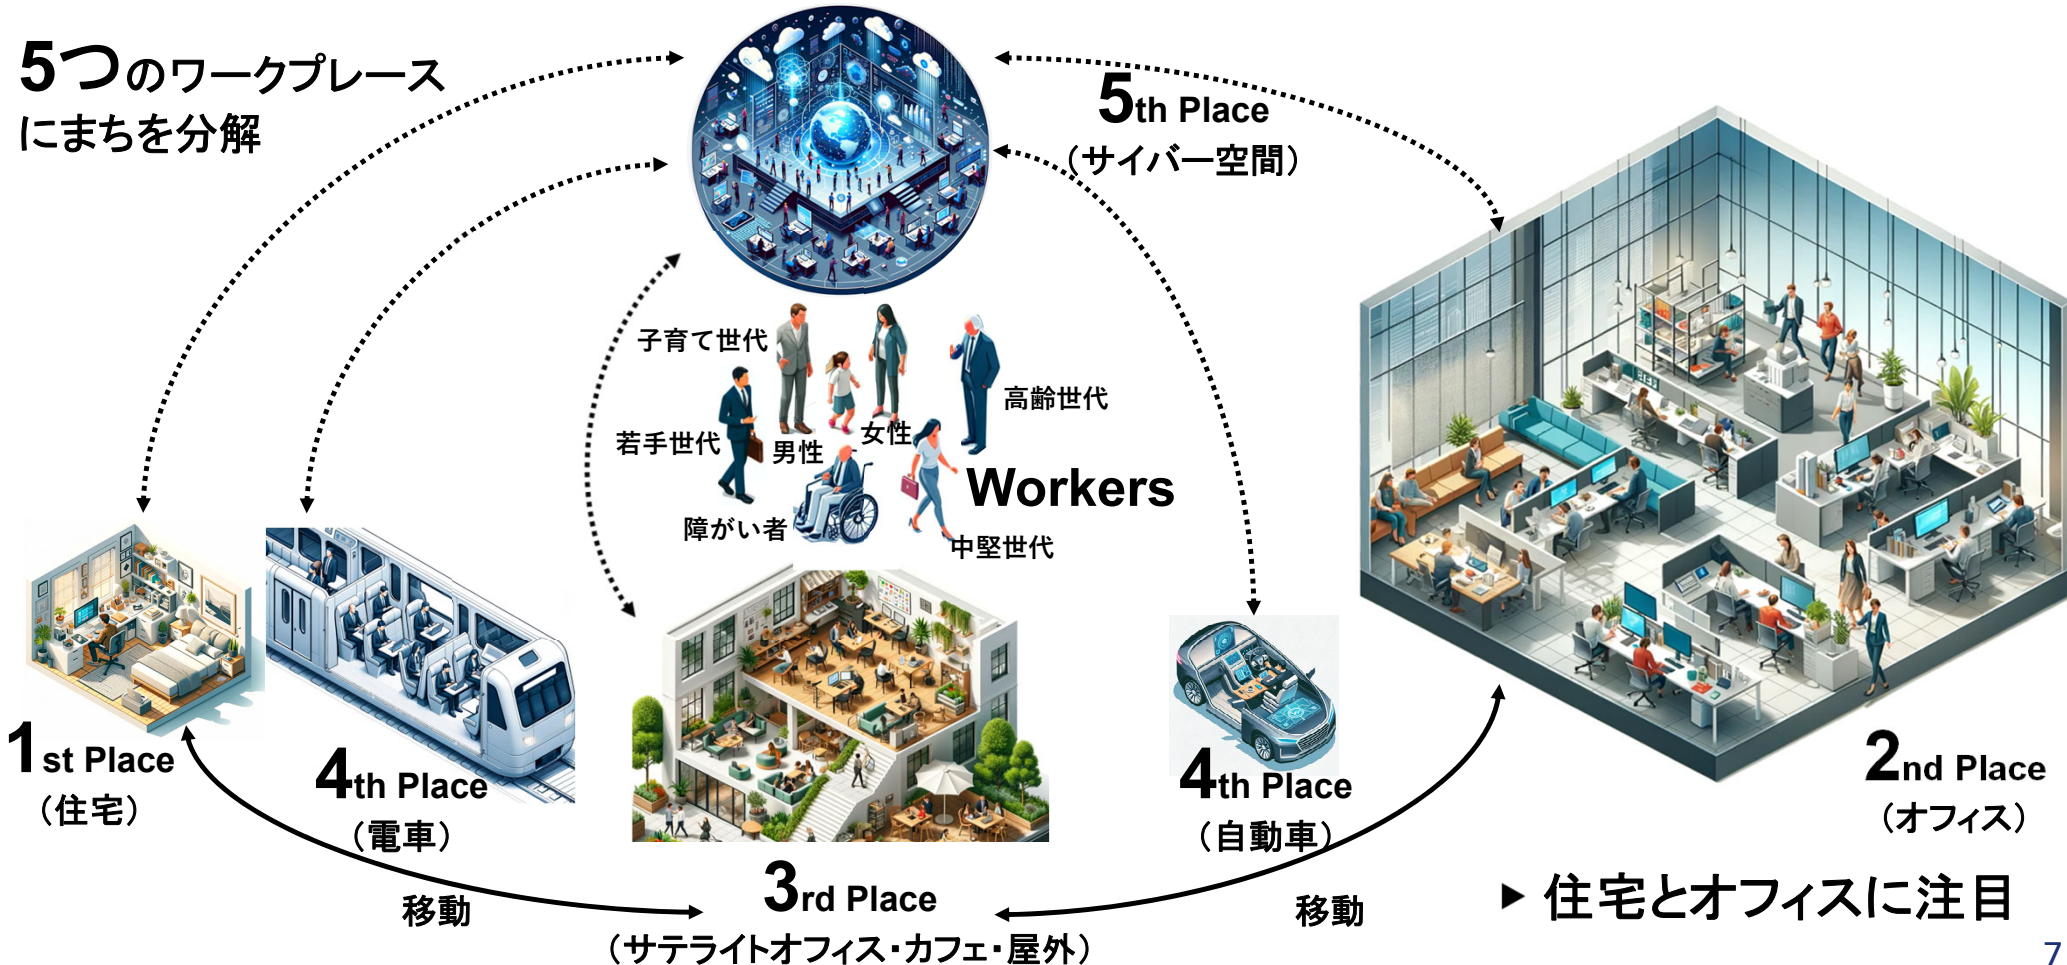 5つのワークプレース
にまちを分解
5th Place
（サイバー空間）
子育て世代
高齢世代
若手世代
男性
女性
Workers
障がい者
中堅世代
1st Place
（住宅）
4th Place
（電車）
4th Place
（自動車）
2nd Place
（オフィス）
移動
3rd Place
（サテライトオフィス・カフェ・屋外）
移動
▶ 住宅とオフィスに注目
7